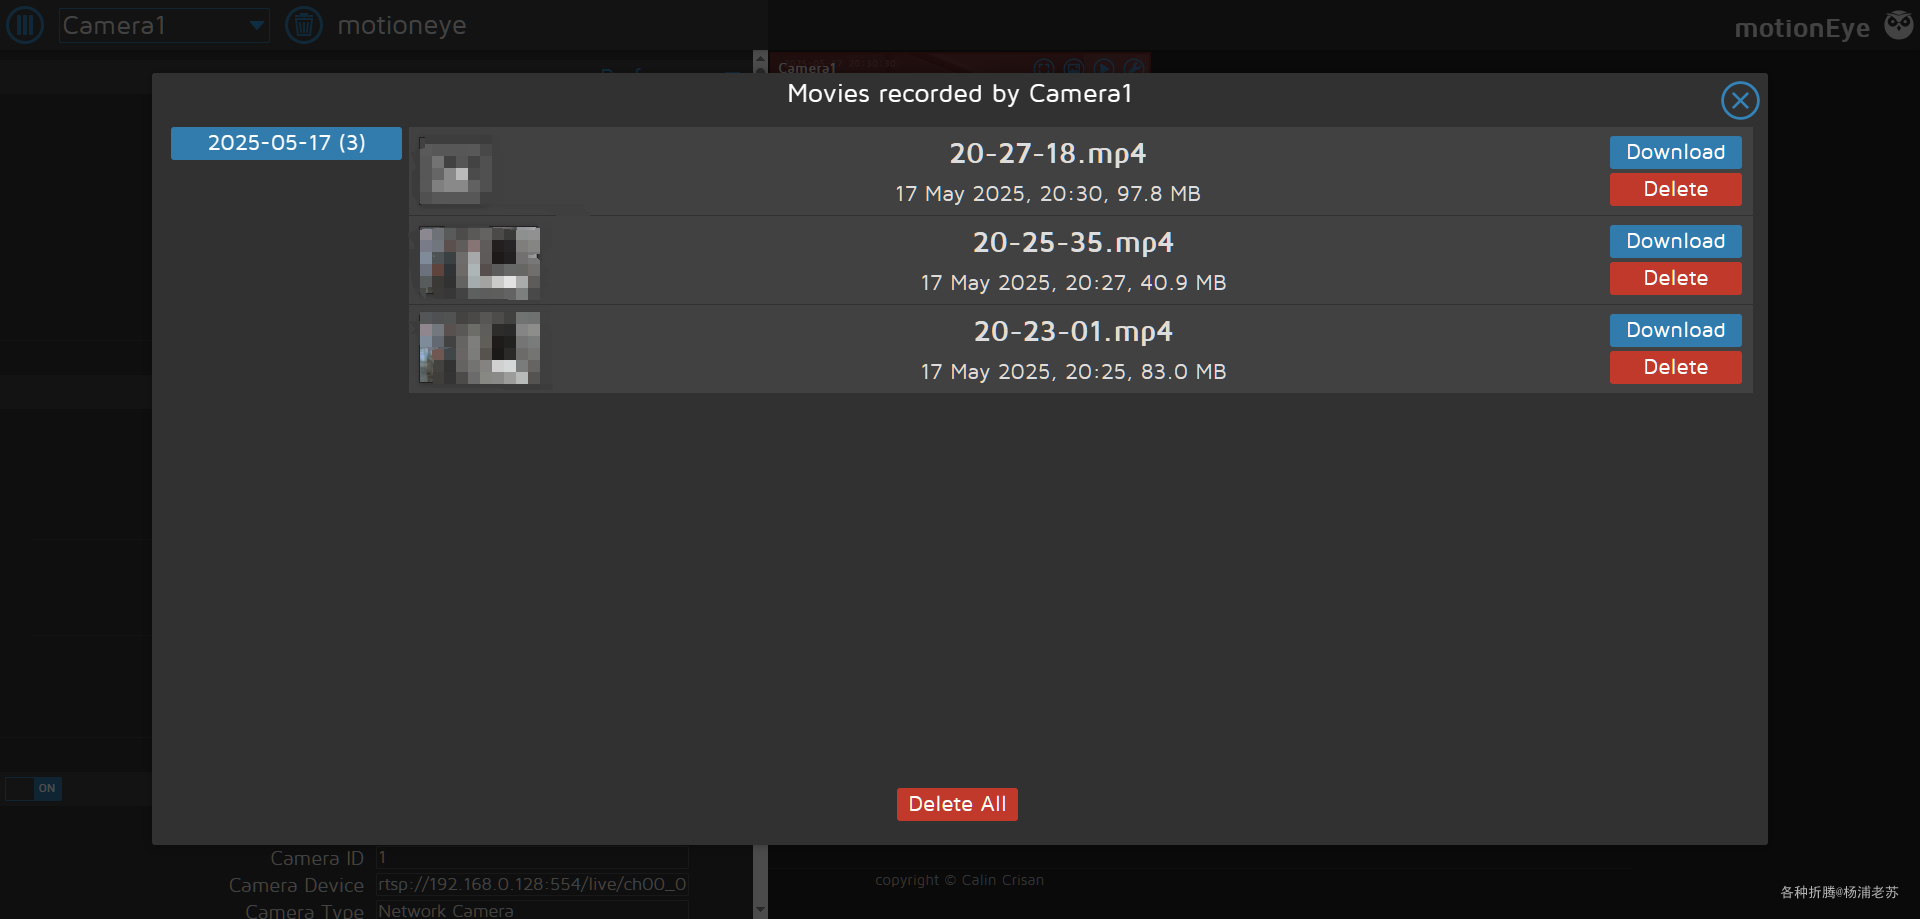 Camera1
motioneye
motionEye
Camera1
Movies recorded by Camera1
2025-05-17 (3)
20-27-18.mp4
17 May 2025, 20:30, 97.8 MB
Download
Delete
20-25-35.mp4
17 May 2025, 20:27, 40.9 MB
Download
Delete
20-23-01.mp4
17 May 2025, 20:25, 83.0 MB
Download
Delete
Delete All
ON
Camera ID 1
Camera Device rtsp://192.168.0.128:554/live/ch00_0
Camera Type Network Camera
copyright © Calin Crisan
各种折腾@杨浦老苏